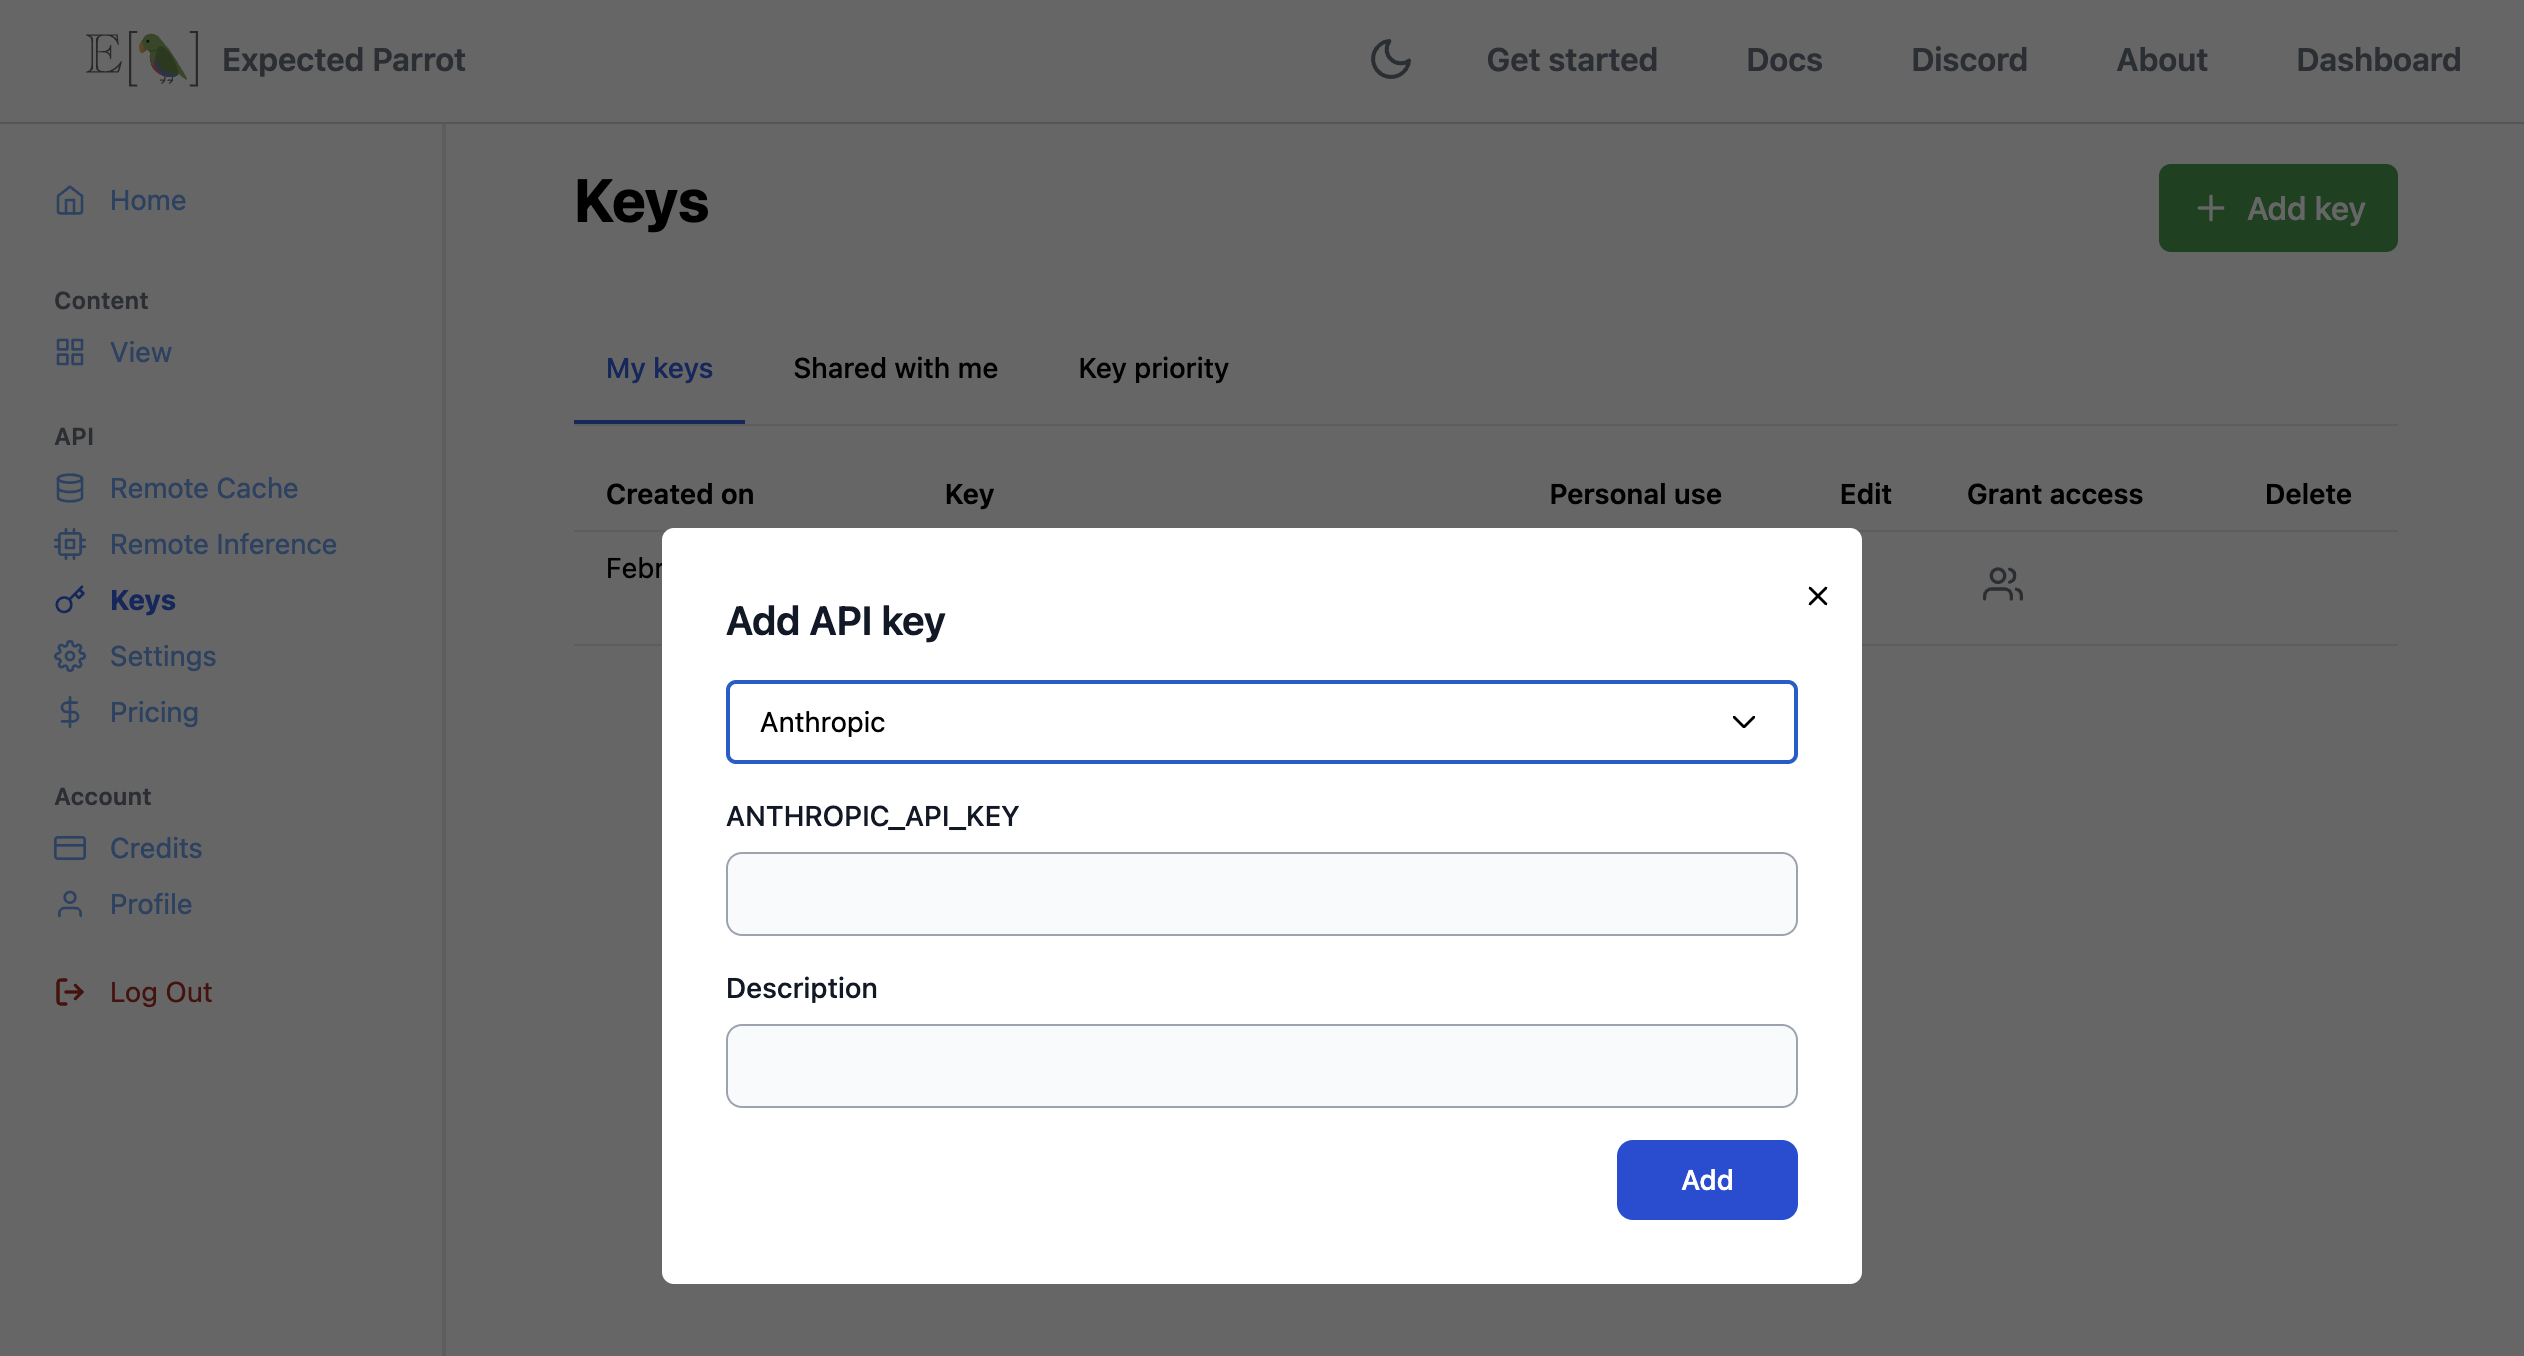 E[ ] Expected Parrot
Get started
Docs
Discord
About
Dashboard
Home
Content
View
API
Remote Cache
Remote Inference
Keys
Settings
Pricing
Account
Credits
Profile
Log Out
Keys
+ Add key
My keys
Shared with me
Key priority
Created on
Key
Personal use
Edit
Grant access
Delete
Febr
Add API key
Anthropic
ANTHROPIC_API_KEY
Description
Add